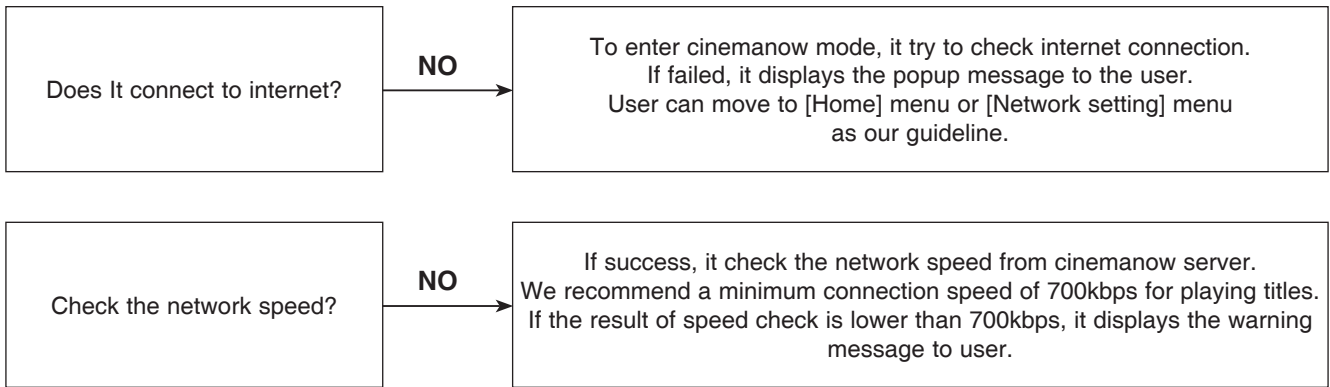 Does It connect to internet?
NO
To enter cinemanow mode, it try to check internet connection.
If failed, it displays the popup message to the user.
User can move to [Home] menu or [Network setting] menu
as our guideline.
Check the network speed?
NO
If success, it check the network speed from cinemanow server.
We recommend a minimum connection speed of 700kbps for playing titles.
If the result of speed check is lower than 700kbps, it displays the warning
message to user.